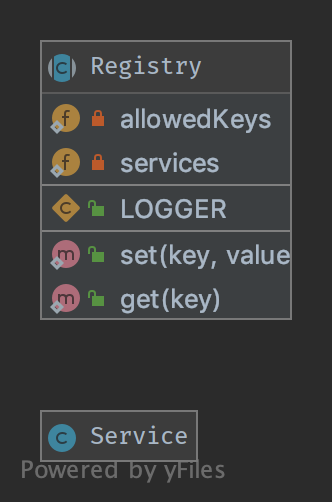 Registry
allowedKeys
services
LOGGER
set(key, value
get(key)
Service
Powered by yFiles